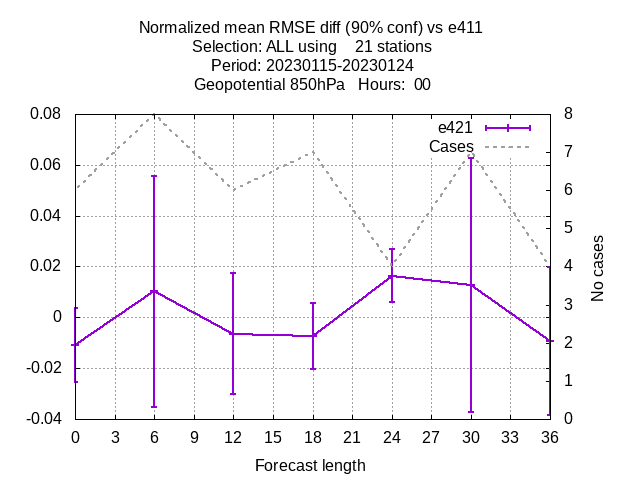 Normalized mean RMSE diff (90% conf) vs e411
Selection: ALL using    21 stations
Period: 20230115-20230124
Geopotential 850hPa   Hours:  00
0.08
0.06
0.04
0.02
0
-0.02
-0.04
e421
Cases
8
7
6
5
4
3
2
1
0
No cases
0 3 6 9 12 15 18 21 24 27 30 33 36
Forecast length